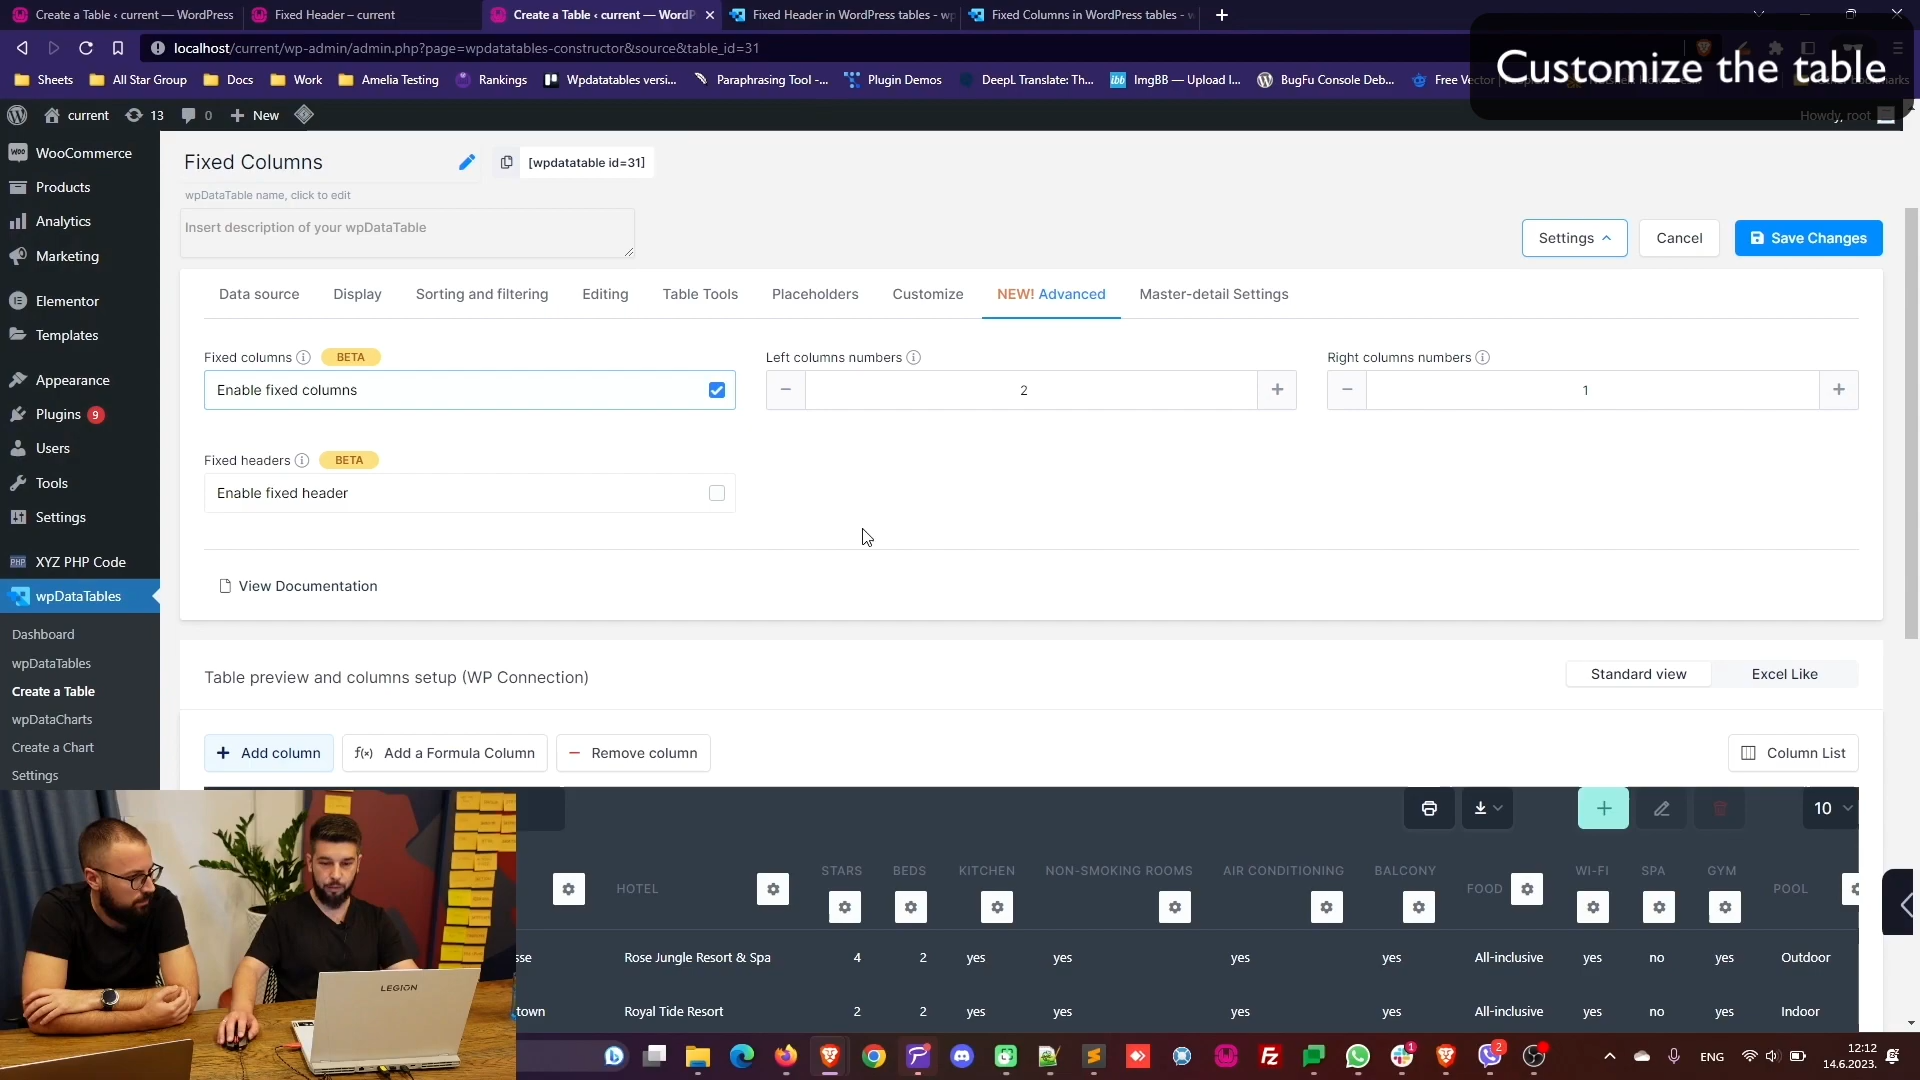 Create a Table ‹ current — WordPress
Fixed Header – current
Create a Table ‹ current — WordP
Fixed Header in WordPress tables - wp
Fixed Columns in WordPress tables - w
localhost/current/wp-admin/admin.php?page=wpdatatables-constructor&source&table_id=31
Customize the table
Sheets
All Star Group
Docs
Work
Amelia Testing
Rankings
Wpdatatables versi...
Paraphrasing Tool -...
Plugin Demos
DeepL Translate: Th...
ImgBB — Upload I...
BugFu Console Deb...
Free Vector
current
13
0
New
Howdy, root
WooCommerce
Products
Analytics
Marketing
Elementor
Templates
Appearance
Plugins 9
Users
Tools
Settings
XYZ PHP Code
wpDataTables
Dashboard
wpDataTables
Create a Table
wpDataCharts
Create a Chart
Settings
Fixed Columns
[wpdatatable id=31]
wpDataTable name, click to edit
Insert description of your wpDataTable
Settings
Cancel
Save Changes
Data source
Display
Sorting and filtering
Editing
Table Tools
Placeholders
Customize
NEW! Advanced
Master-detail Settings
Fixed columns BETA
Left columns numbers
Right columns numbers
Enable fixed columns
− 2 +
− 1 +
Fixed headers BETA
Enable fixed header
View Documentation
Table preview and columns setup (WP Connection)
Standard view
Excel Like
+ Add column
f(x) Add a Formula Column
− Remove column
Column List
10
HOTEL STARS BEDS KITCHEN NON-SMOKING ROOMS AIR CONDITIONING BALCONY FOOD WI-FI SPA GYM POOL
sse Rose Jungle Resort & Spa 4 2 yes yes yes yes All-inclusive yes no yes Outdoor
town Royal Tide Resort 2 2 yes yes yes yes All-inclusive yes no yes Indoor
LEGION
ENG
12:12
14.6.2023.